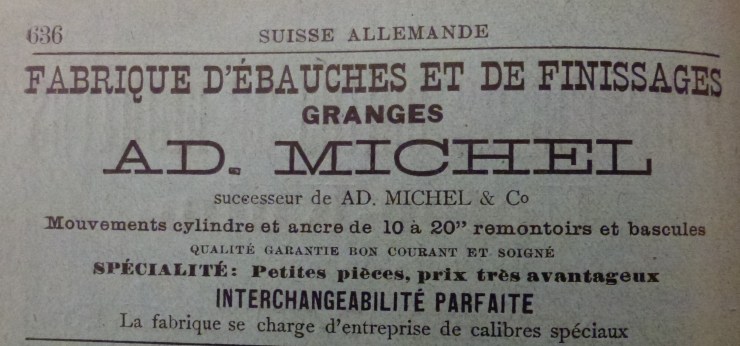 636
SUISSE ALLEMANDE
FABRIQUE D'ÉBAUCHES ET DE FINISSAGES
GRANGES
AD. MICHEL
successeur de AD. MICHEL & Co
Mouvements cylindre et ancre de 10 à 20" remontoirs et bascules
QUALITÉ GARANTIE BON COURANT ET SOIGNÉ
SPÉCIALITÉ: Petites pièces, prix très avantageux
INTERCHANGEABILITÉ PARFAITE
La fabrique se charge d'entreprise de calibres spéciaux